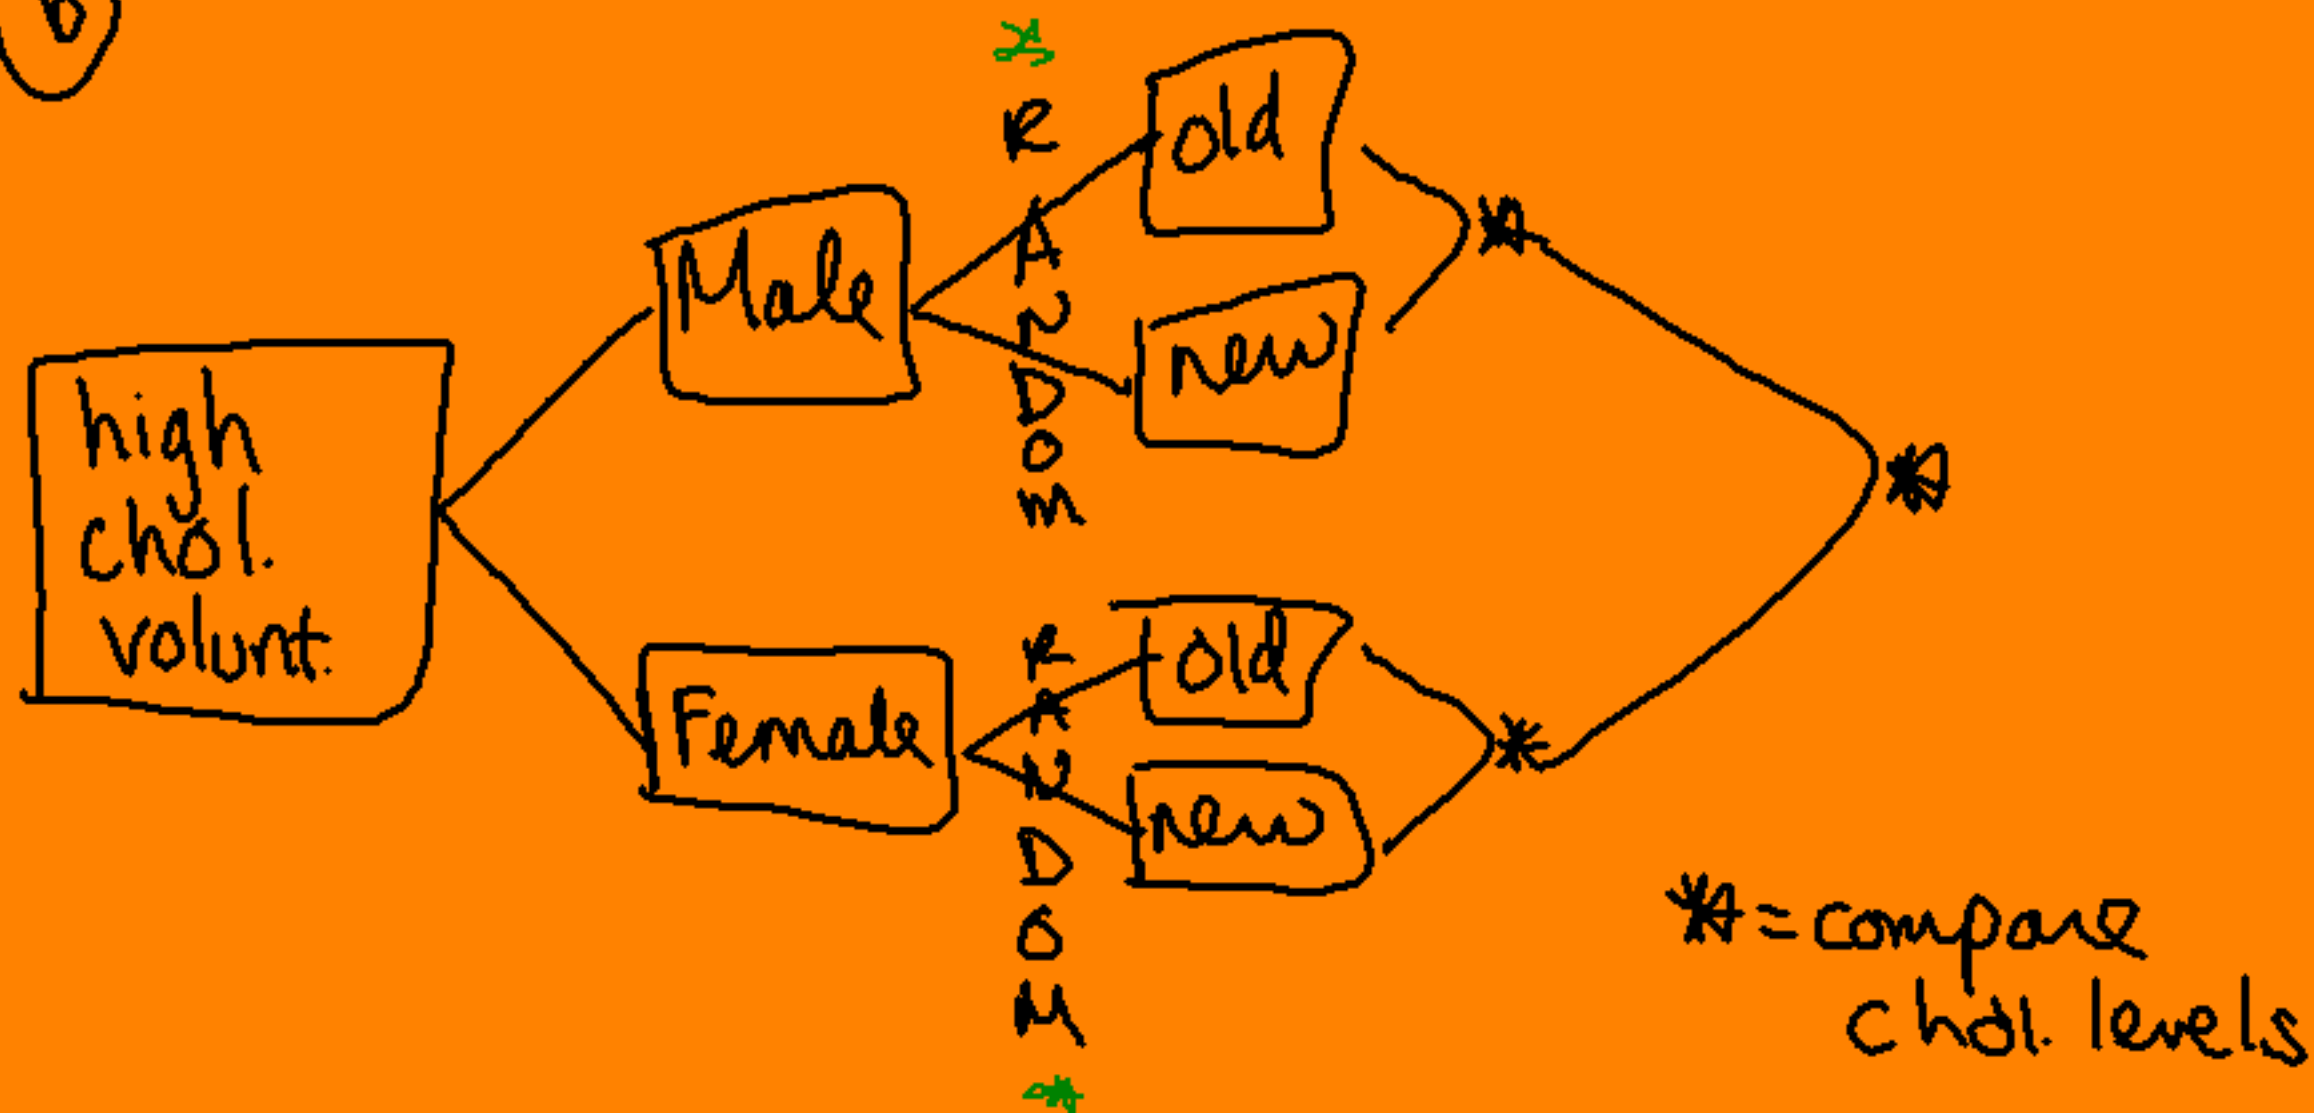 b
high
chol.
volunt.
Male
RANDOM
old
new
Female
RANDOM
old
new
*=compare
chol. levels